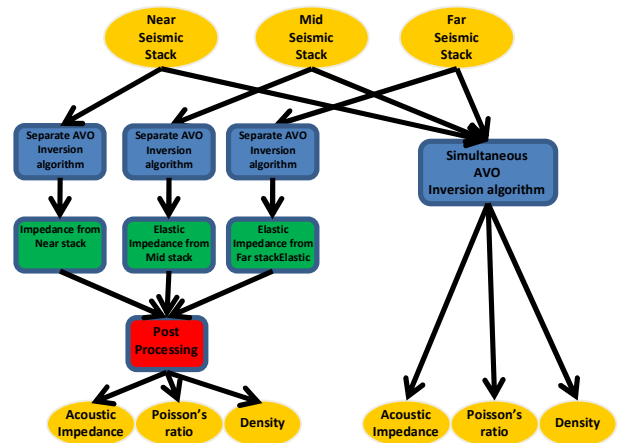 Near
Seismic
Stack
Mid
Seismic
Stack
Far
Seismic
Stack
Separate AVO
Inversion
algorithm
Separate AVO
Inversion
algorithm
Separate AVO
Inversion
algorithm
Simultaneous
AVO
Inversion algorithm
Impedance from
Near stack
Elastic
Impedance from
Mid stack
Elastic
Impedance from
Far stackElastic
Post
Processing
Acoustic
Impedance
Poisson's
ratio
Density
Acoustic
Impedance
Poisson's
ratio
Density